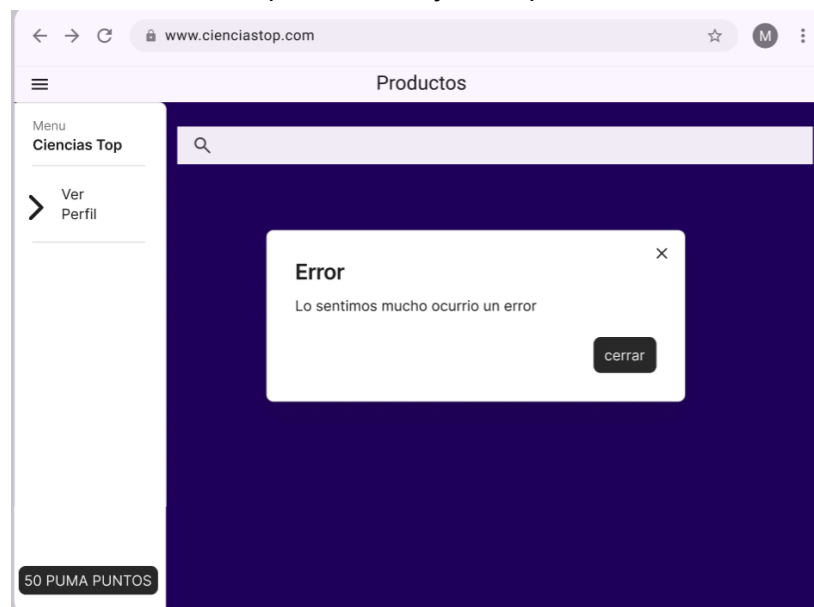 www.cienciastop.com
M
Productos
Menu
Ciencias Top
Ver
Perfil
Error
Lo sentimos mucho ocurrio un error
cerrar
50 PUMA PUNTOS